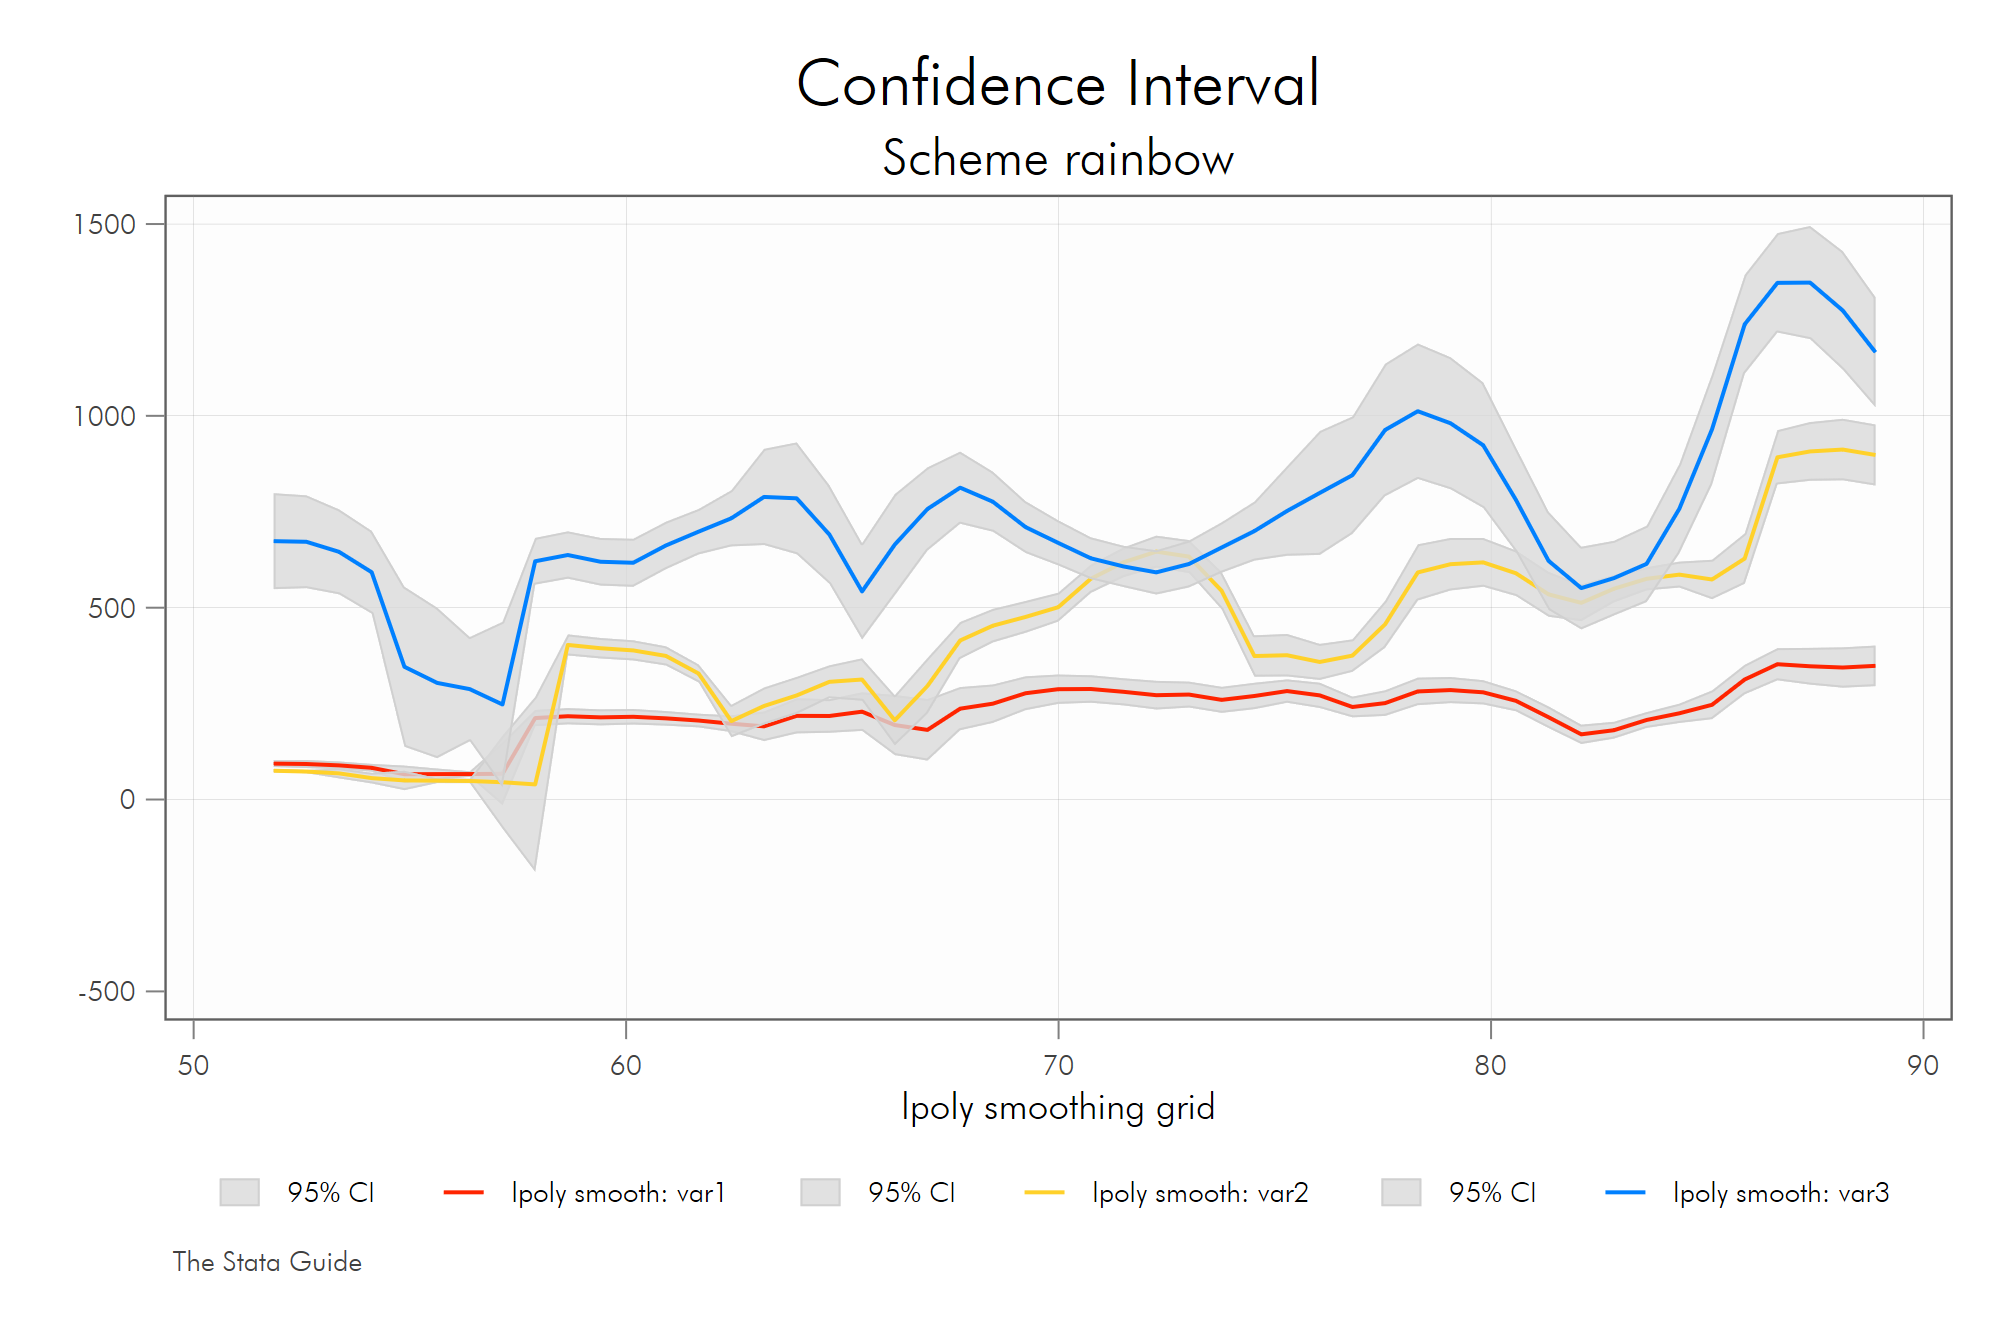 Confidence Interval
Scheme rainbow
1500
1000
500
0
-500
50 60 70 80 90
lpoly smoothing grid
95% CI lpoly smooth: var1 95% CI lpoly smooth: var2 95% CI lpoly smooth: var3
The Stata Guide